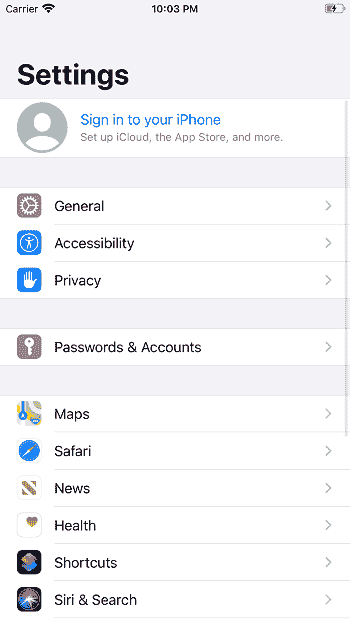 Carrier 10:03 PM
Settings
Sign in to your iPhone
Set up iCloud, the App Store, and more.
General
Accessibility
Privacy
Passwords & Accounts
Maps
Safari
News
Health
Shortcuts
Siri & Search